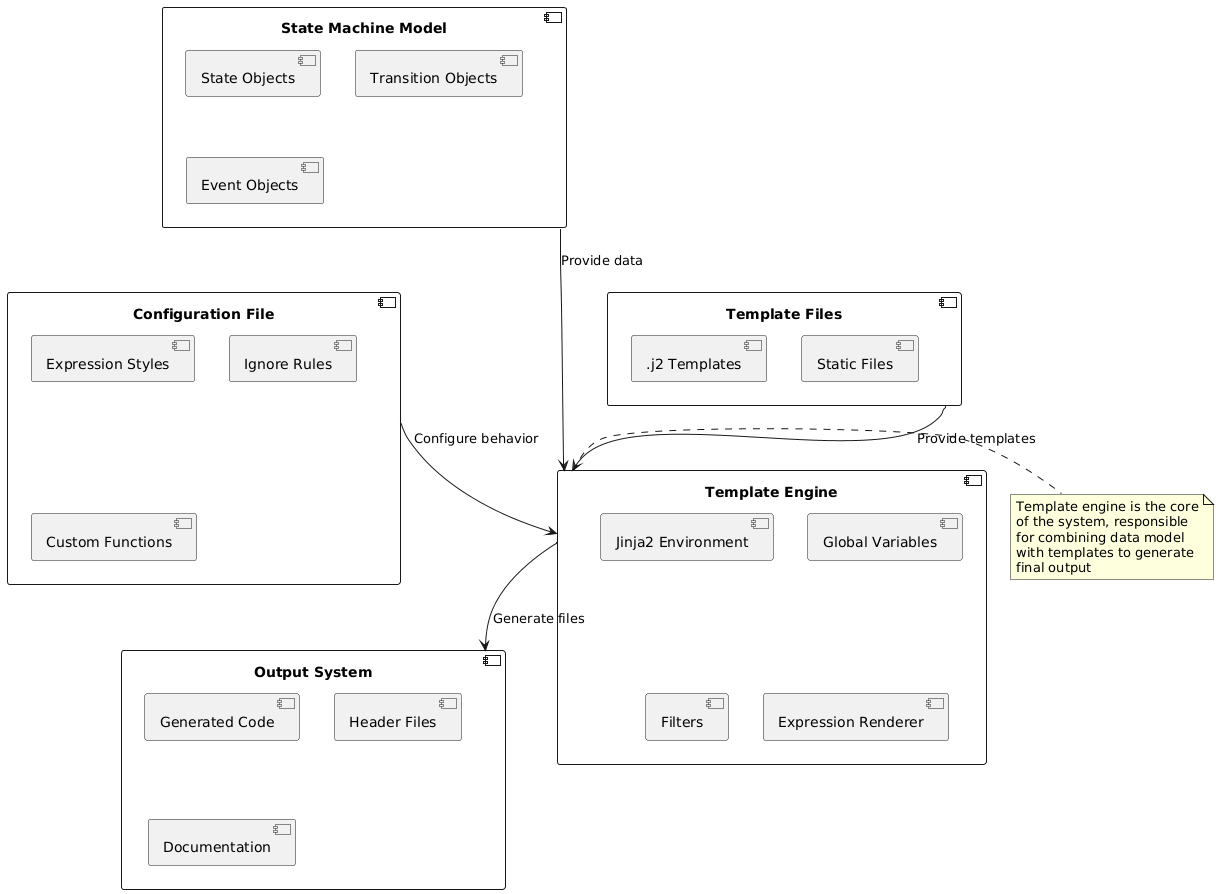 State Machine Model
State Objects
Transition Objects
Event Objects
Provide data
Configuration File
Expression Styles
Ignore Rules
Custom Functions
Template Files
.j2 Templates
Static Files
Configure behavior
Provide templates
Template Engine
Jinja2 Environment
Global Variables
Filters
Expression Renderer
Template engine is the core
of the system, responsible
for combining data model
with templates to generate
final output
Generate files
Output System
Generated Code
Header Files
Documentation